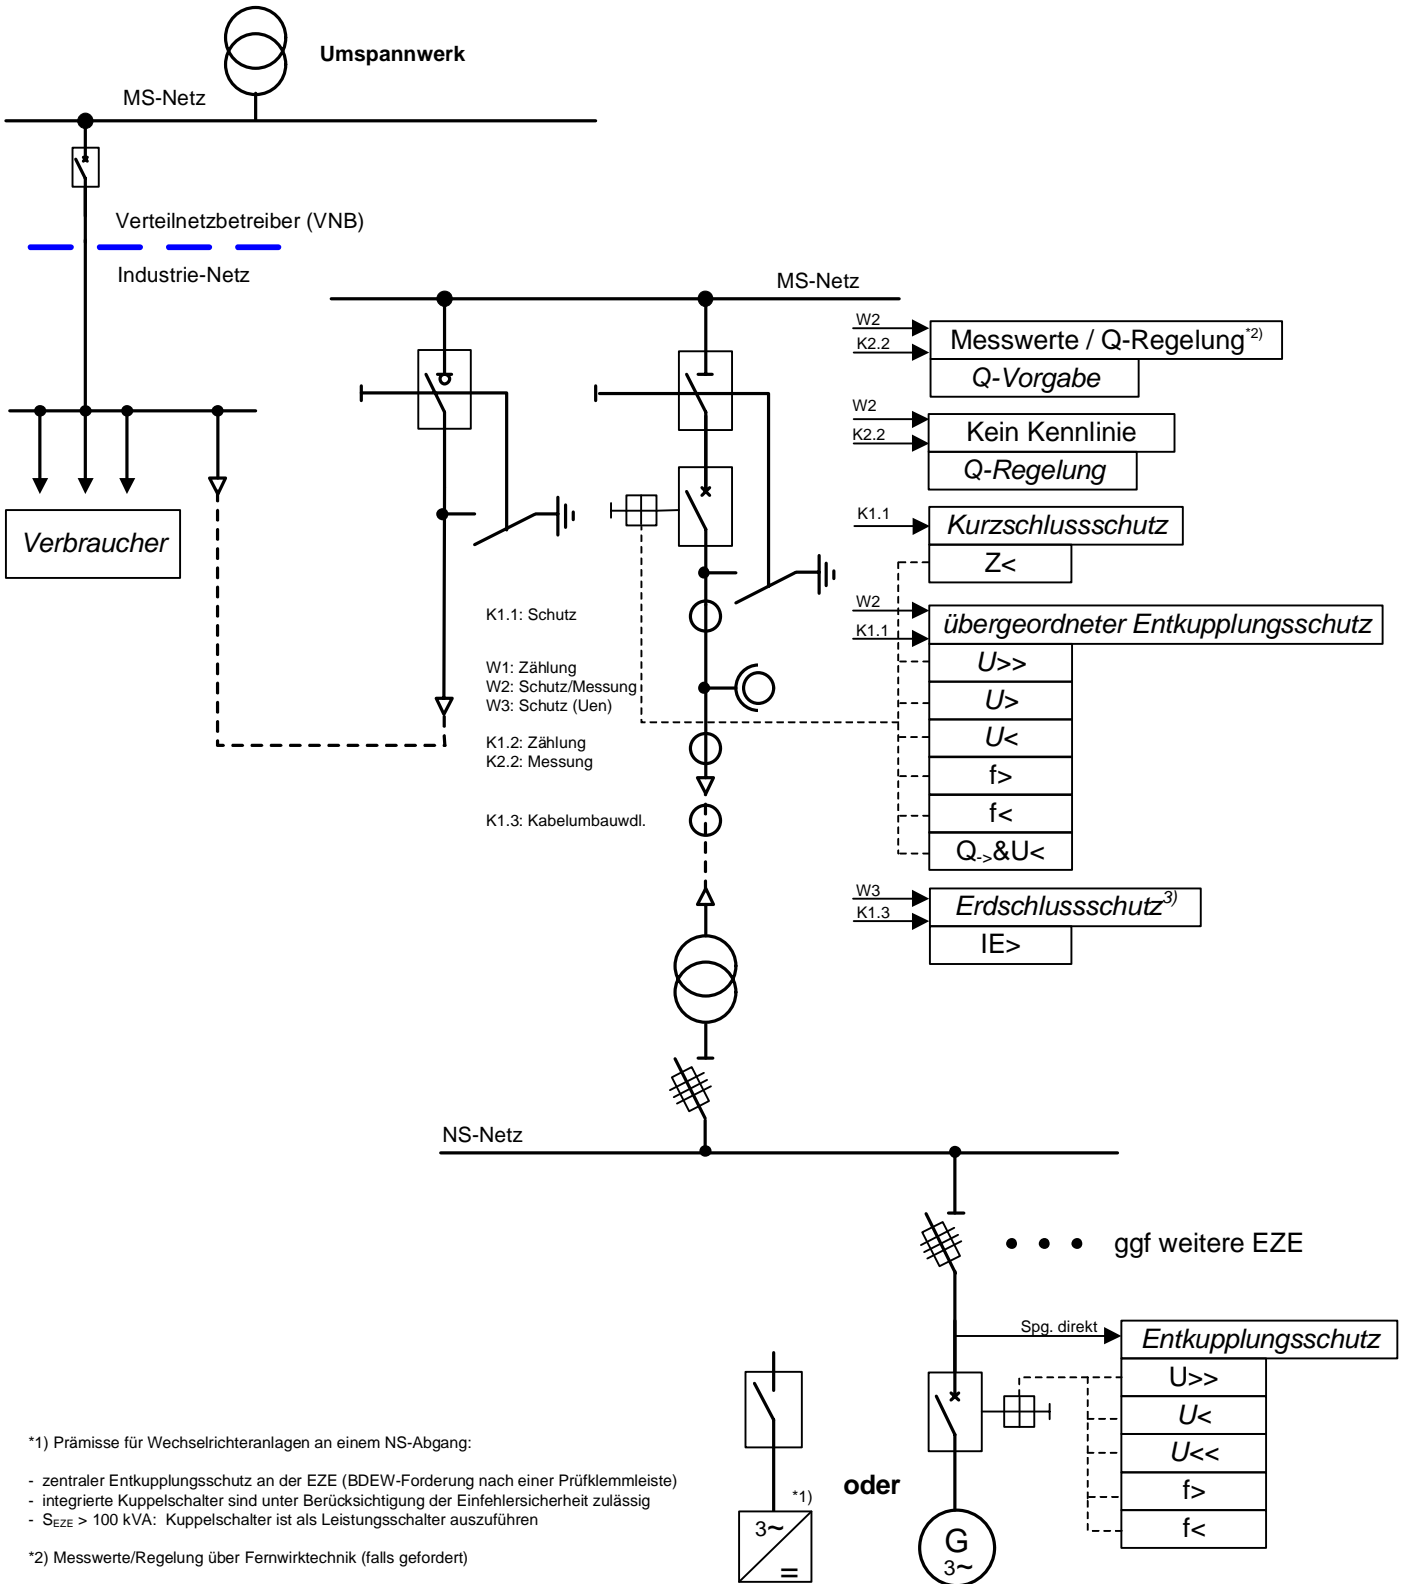 Umspannwerk
MS-Netz
Verteilnetzbetreiber (VNB)
Industrie-Netz
MS-Netz
W2
K2.2
Messwerte / Q-Regelung*2)
Q-Vorgabe
W2
K2.2
Kein Kennlinie
Q-Regelung
Verbraucher
K1.1
Kurzschlussschutz
Z<
K1.1: Schutz
W1: Zählung
W2: Schutz/Messung
W3: Schutz (Uen)
K1.2: Zählung
K2.2: Messung
K1.3: Kabelumbauwdl.
W2
K1.1
übergeordneter Entkupplungsschutz
U>>
U>
U<
f>
f<
Q->&U<
W3
K1.3
Erdschlussschutz3)
IE>
NS-Netz
ggf weitere EZE
Spg. direkt
Entkupplungsschutz
U>>
U<
U<<
f>
f<
oder
*1)
3~
=
G
3~
*1) Prämisse für Wechselrichteranlagen an einem NS-Abgang:
- zentraler Entkupplungsschutz an der EZE (BDEW-Forderung nach einer Prüfklemmleiste)
- integrierte Kuppelschalter sind unter Berücksichtigung der Einfehlersicherheit zulässig
- SEZE > 100 kVA: Kuppelschalter ist als Leistungsschalter auszuführen
*2) Messwerte/Regelung über Fernwirktechnik (falls gefordert)